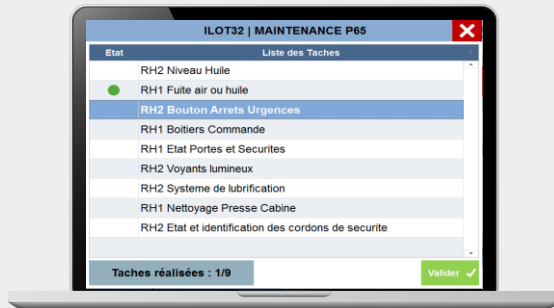 ILOT32 | MAINTENANCE P65
Etat Liste des Taches
RH2 Niveau Huile
RH1 Fuite air ou huile
RH2 Bouton Arrets Urgences
RH1 Boitiers Commande
RH1 Etat Portes et Securites
RH2 Voyants lumineux
RH2 Systeme de lubrification
RH1 Nettoyage Presse Cabine
RH2 Etat et identification des cordons de securite
Taches réalisées : 1/9 Valider